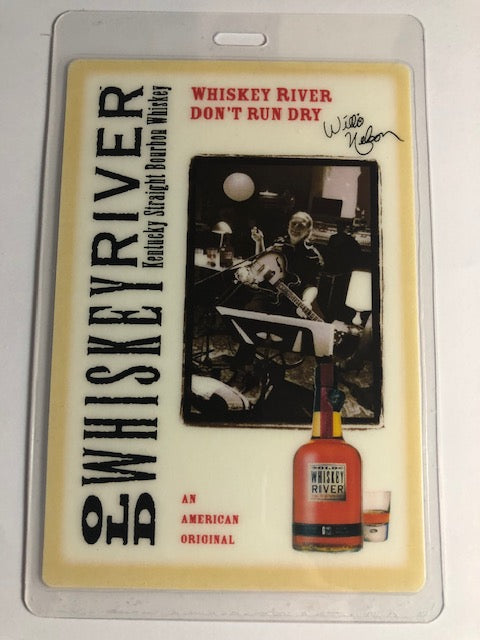 OLD WHISKEY RIVER
Kentucky Straight Bourbon Whiskey
WHISKEY RIVER
DON'T RUN DRY
Willie Nelson
AN
AMERICAN
ORIGINAL
OLD
WHISKEY
RIVER